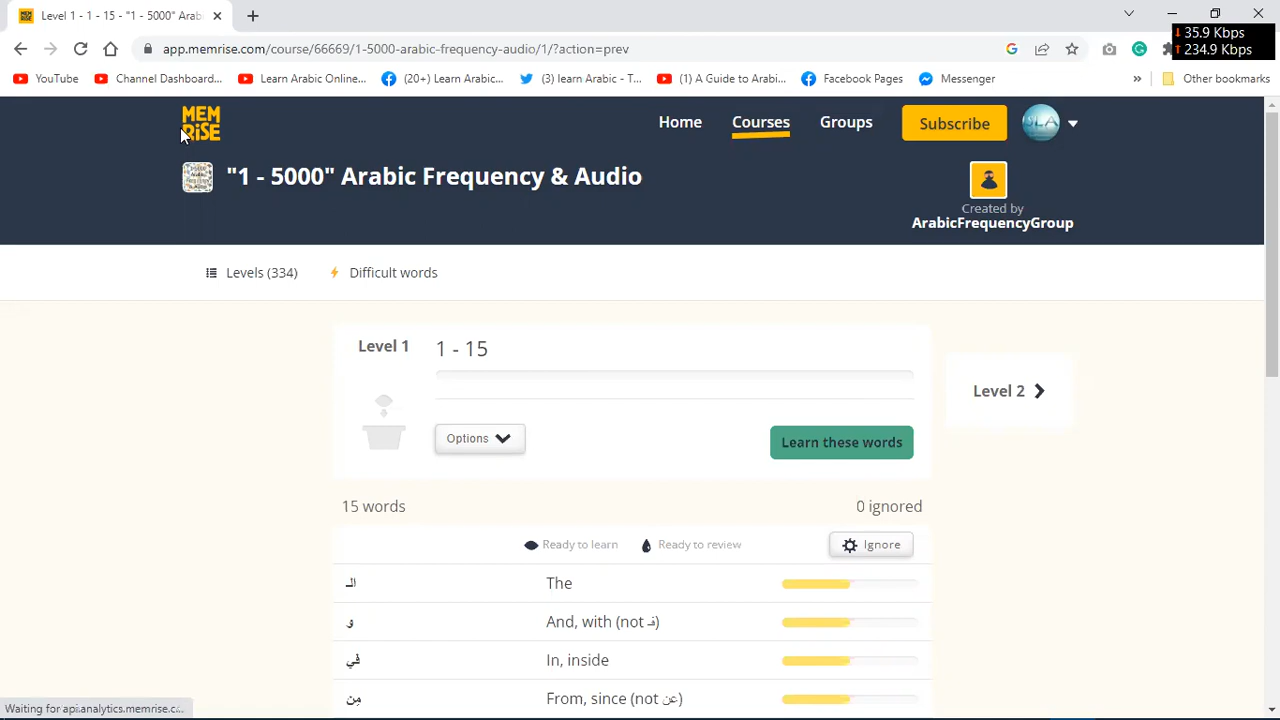 Level 1 - 1 - 15 - "1 - 5000" Arab
35.9 Kbps
234.9 Kbps
app.memrise.com/course/66669/1-5000-arabic-frequency-audio/1/?action=prev
YouTube
Channel Dashboard...
Learn Arabic Online...
(20+) Learn Arabic...
(3) learn Arabic - T...
(1) A Guide to Arabi...
Facebook Pages
Messenger
»
Other bookmarks
MEM
RiSE
Home
Courses
Groups
Subscribe
SLA
"1 - 5000" Arabic Frequency & Audio
Created by
ArabicFrequencyGroup
Levels (334)
Difficult words
Level 1
1 - 15
Level 2
Options
Learn these words
15 words
0 ignored
Ready to learn
Ready to review
Ignore
الـ
The
و
And, with (not فـ)
في
In, inside
مِن
From, since (not عن)
Waiting for api.analytics.memrise.c...